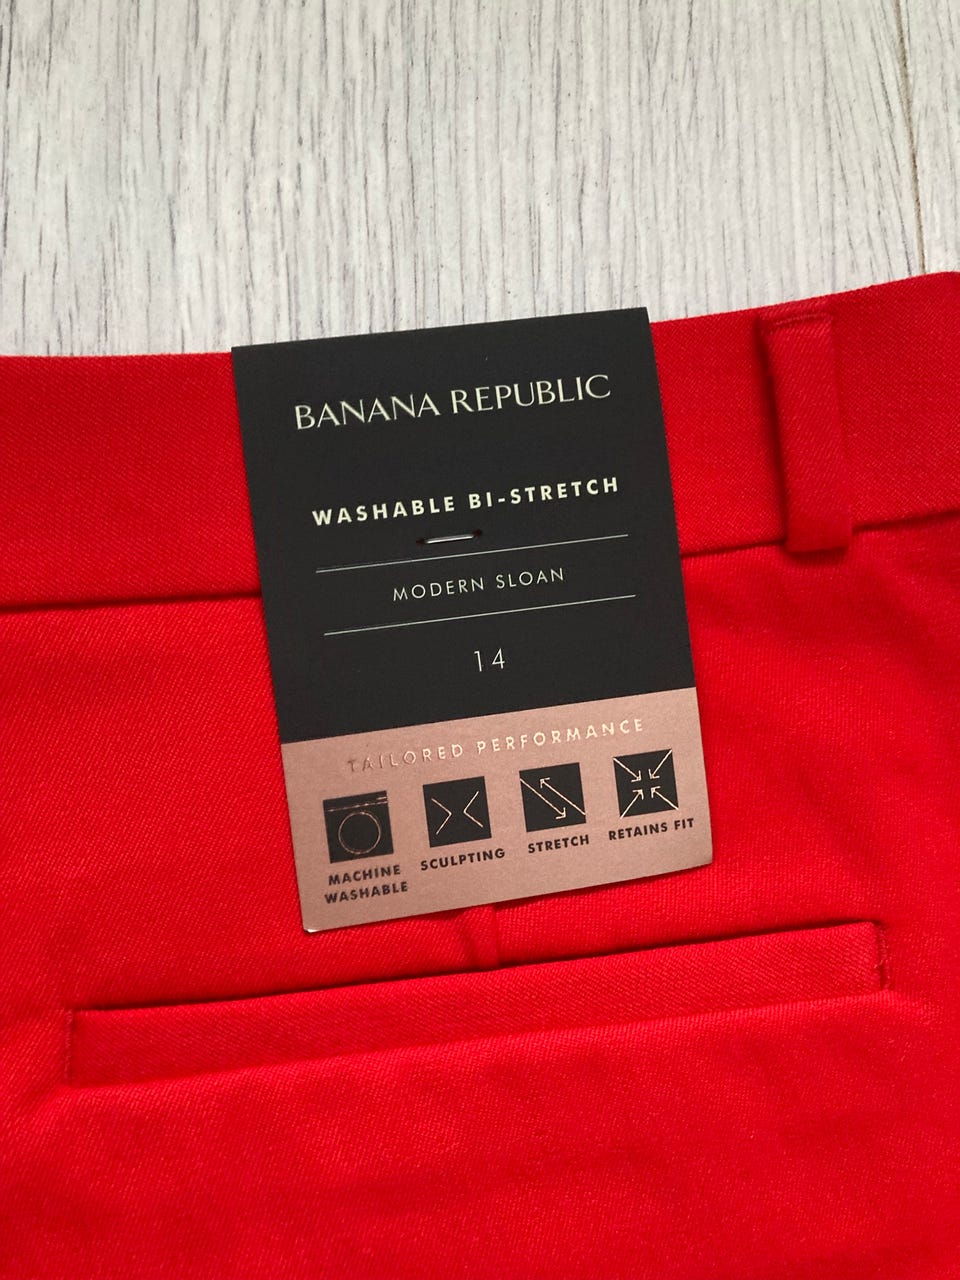 BANANA REPUBLIC
WASHABLE BI-STRETCH
MODERN SLOAN
14
TAILORED PERFORMANCE
MACHINE
WASHABLE
SCULPTING
STRETCH
RETAINS FIT